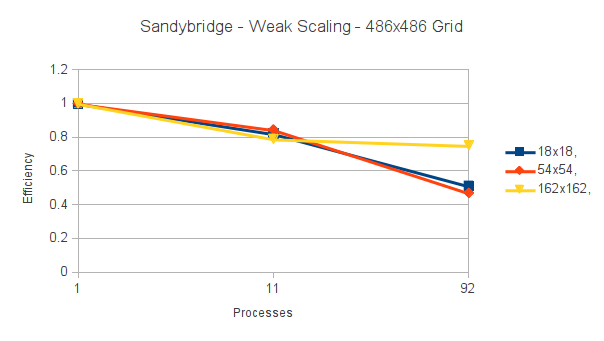 Sandybridge - Weak Scaling - 486x486 Grid
1.2
1
0.8
0.6
0.4
0.2
0
Efficiency
1 11 92
Processes
18x18,
54x54,
162x162,